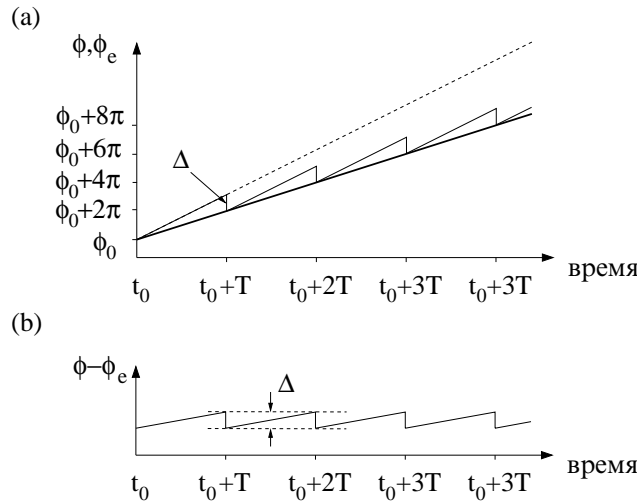 (a)
ϕ,ϕe
ϕ0+8π
ϕ0+6π
Δ
ϕ0+4π
ϕ0+2π
ϕ0
время
t0 t0+T t0+2T t0+3T t0+3T
(b)
ϕ−ϕe
Δ
время
t0 t0+T t0+2T t0+3T t0+3T